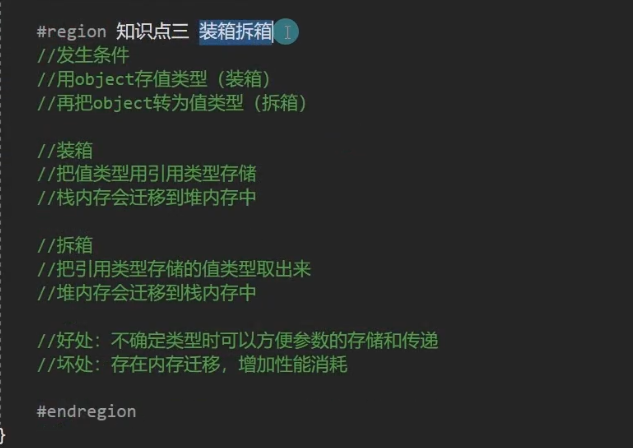 #region 知识点三 装箱拆箱
//发生条件
//用object存值类型（装箱）
//再把object转为值类型（拆箱）
//装箱
//把值类型用引用类型存储
//栈内存会迁移到堆内存中
//拆箱
//把引用类型存储的值类型取出来
//堆内存会迁移到栈内存中
//好处：不确定类型时可以方便参数的存储和传递
//坏处：存在内存迁移，增加性能消耗
#endregion
}